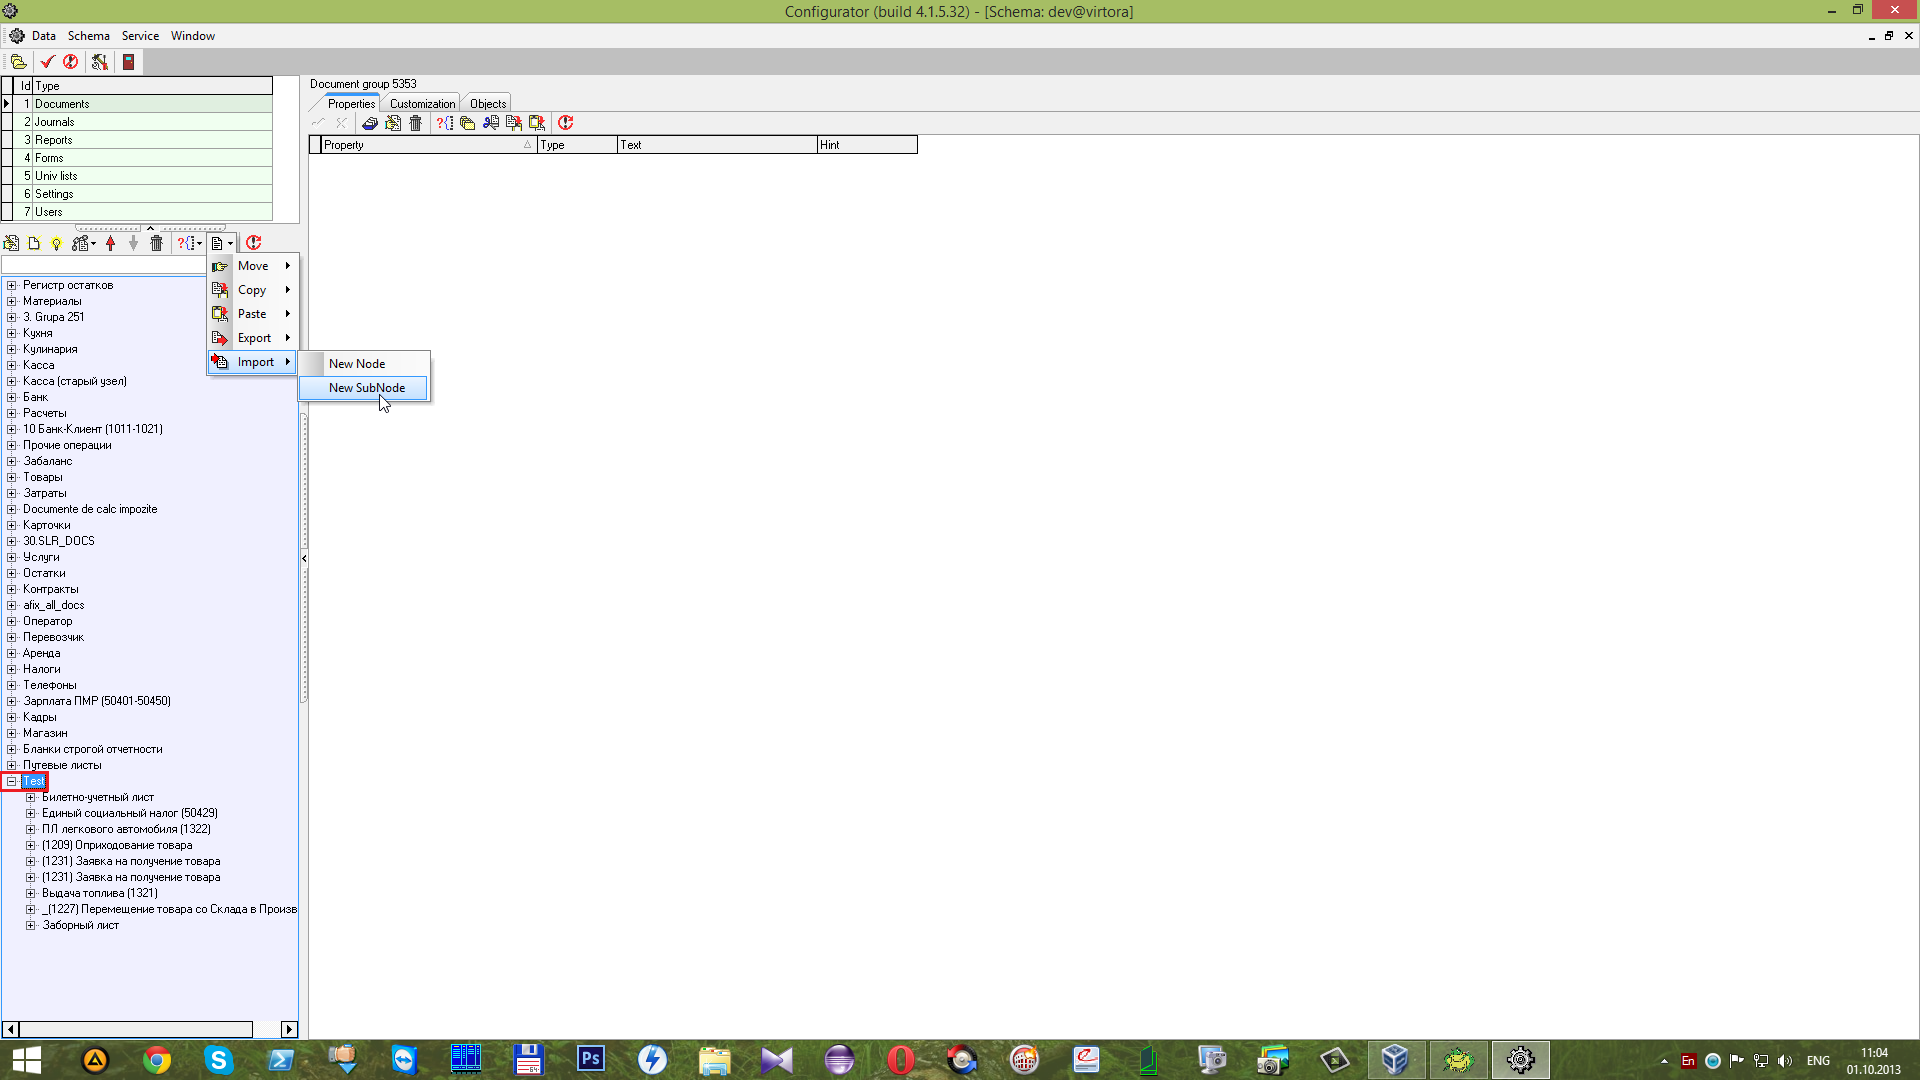 Configurator (build 4.1.5.32) - [Schema: dev@virtora]
Data Schema Service Window
Id Type
1 Documents
2 Journals
3 Reports
4 Forms
5 Univ lists
6 Settings
7 Users
Document group 5353
Properties Customization Objects
Property Type Text Hint
Move
Copy
Paste
Export
Import
New Node
New SubNode
Регистр остатков
Материалы
3. Grupa 251
Кухня
Кулинария
Касса
Касса (старый узел)
Банк
Расчеты
10 Банк-Клиент (1011-1021)
Прочие операции
Забаланс
Товары
Затраты
Documente de calc impozite
Карточки
30.SLR_DOCS
Услуги
Остатки
Контракты
afix_all_docs
Оператор
Перевозчик
Аренда
Налоги
Телефоны
Зарплата ПМР (50401-50450)
Кадры
Магазин
Бланки строгой отчетности
Путевые листы
Test
Билетно-учетный лист
Единый социальный налог (50429)
ПЛ легкового автомобиля (1322)
(1209) Оприходование товара
(1231) Заявка на получение товара
(1231) Заявка на получение товара
Выдача топлива (1321)
_(1227) Перемещение товара со Склада в Произв
Заборный лист
64
Ps
En
ENG
11:04
01.10.2013